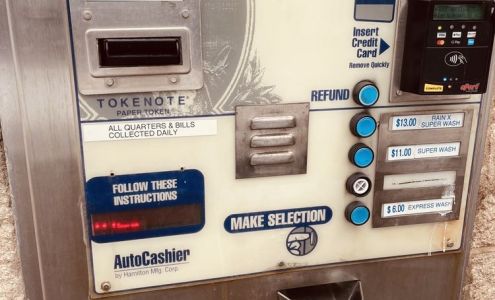 Insert
Credit
Card
Remove Quickly
TOKENOTE®
PAPER TOKEN
ALL QUARTERS & BILLS
COLLECTED DAILY
REFUND
$13.00
RAIN X
SUPER WASH
$11.00
SUPER WASH
$6.00
EXPRESS WASH
FOLLOW THESE
INSTRUCTIONS
MAKE SELECTION
AutoCashier
by Hamilton Mfg. Corp.